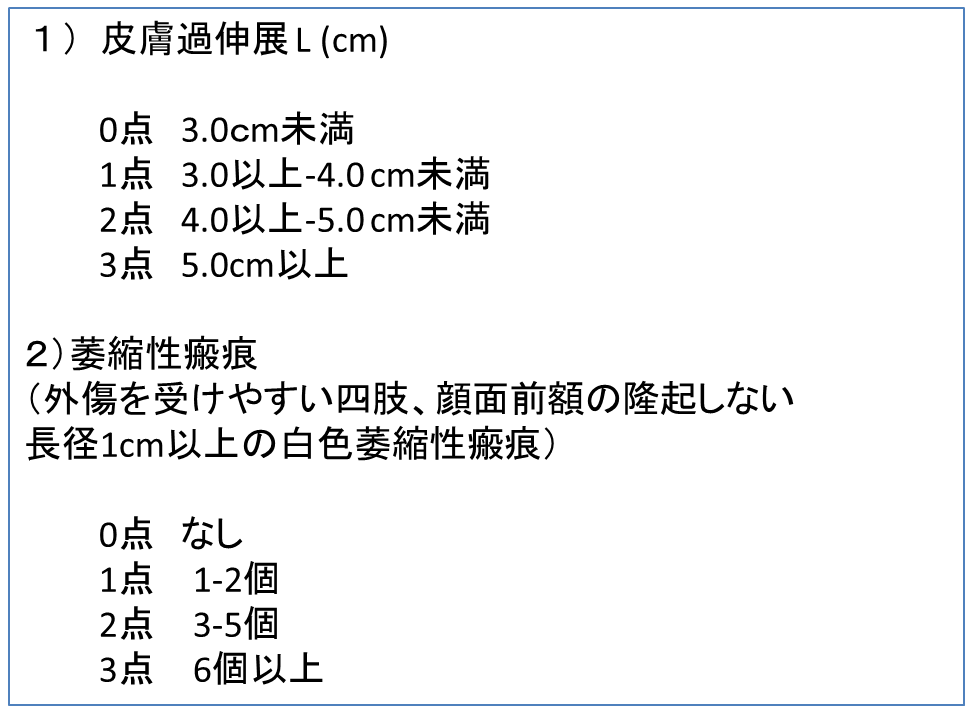 １） 皮膚過伸展 L (cm)
0点 3.0cm未満
1点 3.0以上-4.0 cm未満
2点 4.0以上-5.0 cm未満
3点 5.0cm以上
２）萎縮性瘢痕
（外傷を受けやすい四肢、顔面前額の隆起しない
長径1cm以上の白色萎縮性瘢痕）
0点 なし
1点 1-2個
2点 3-5個
3点 6個以上